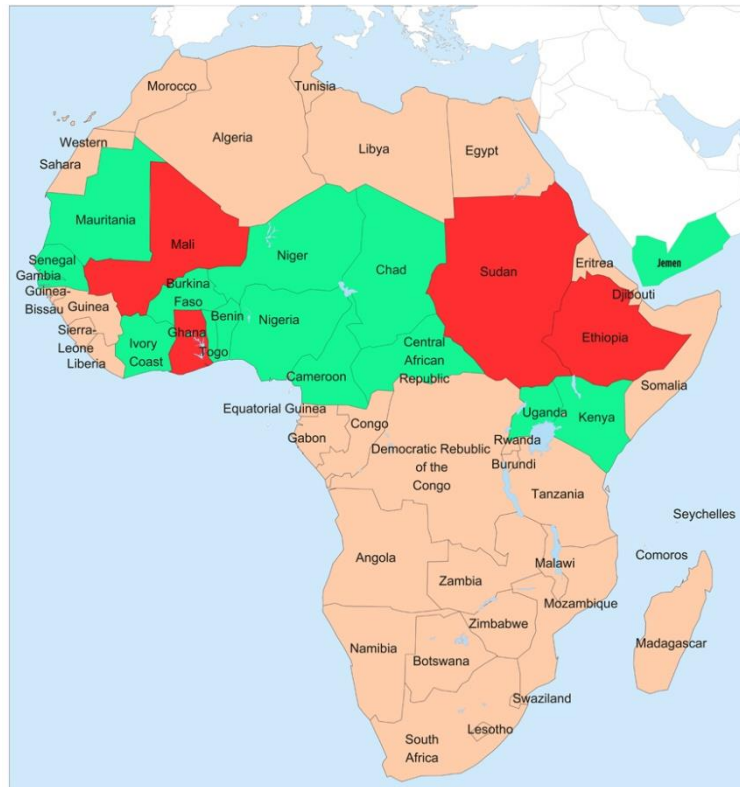 Morocco
Tunisia
Algeria
Libya
Egypt
Western
Sahara
Mauritania
Mali
Niger
Chad
Sudan
Eritrea
Jemen
Djibouti
Senegal
Gambia
Guinea-
Bissau
Guinea
Sierra-
Leone
Liberia
Burkina
Faso
Ivory
Coast
Ghana
Togo
Benin
Nigeria
Cameroon
Central
African
Republic
Ethiopia
Somalia
Equatorial Guinea
Gabon
Congo
Democratic Republic
of the
Congo
Uganda
Kenya
Rwanda
Burundi
Tanzania
Seychelles
Comoros
Angola
Zambia
Malawi
Mozambique
Zimbabwe
Madagascar
Namibia
Botswana
Swaziland
Lesotho
South
Africa